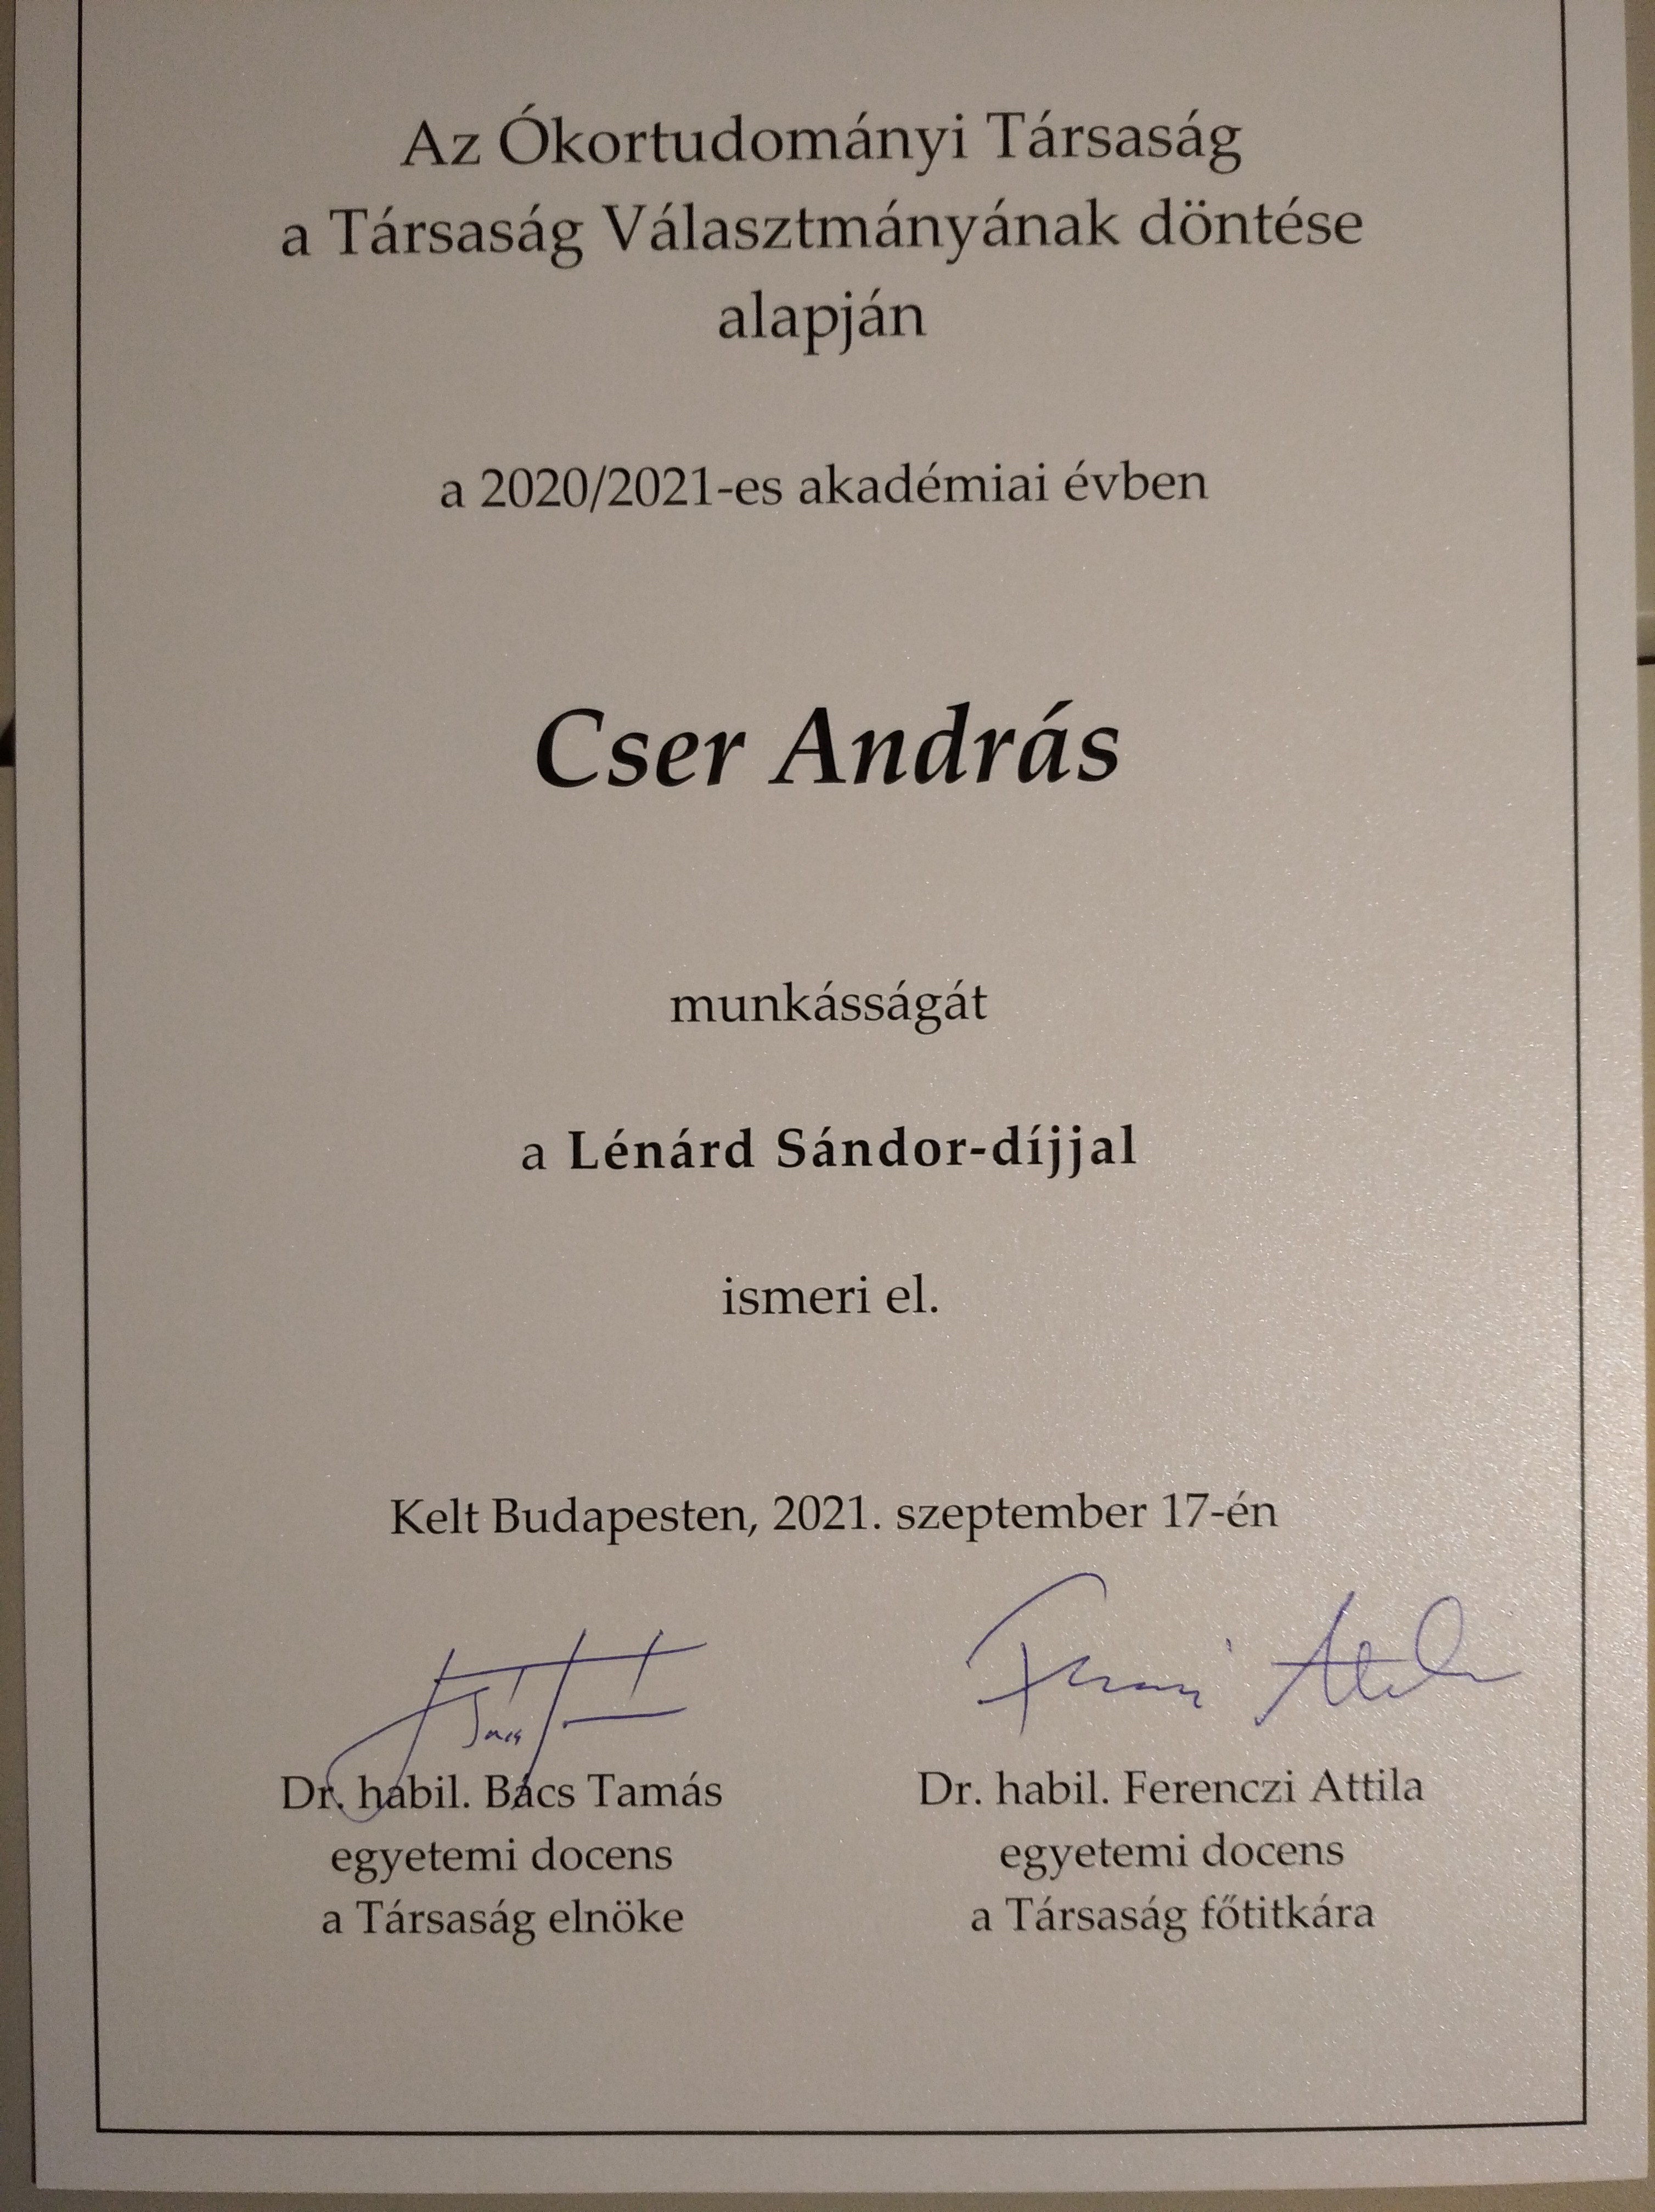 Az Ókortudományi Társaság
a Társaság Választmányának döntése
alapján
a 2020/2021-es akadémiai évben
Cser András
munkásságát
a Lénárd Sándor-díjjal
ismeri el.
Kelt Budapesten, 2021. szeptember 17-én
Dr. habil. Bács Tamás
egyetemi docens
a Társaság elnöke
Dr. habil. Ferenczi Attila
egyetemi docens
a Társaság főtitkára